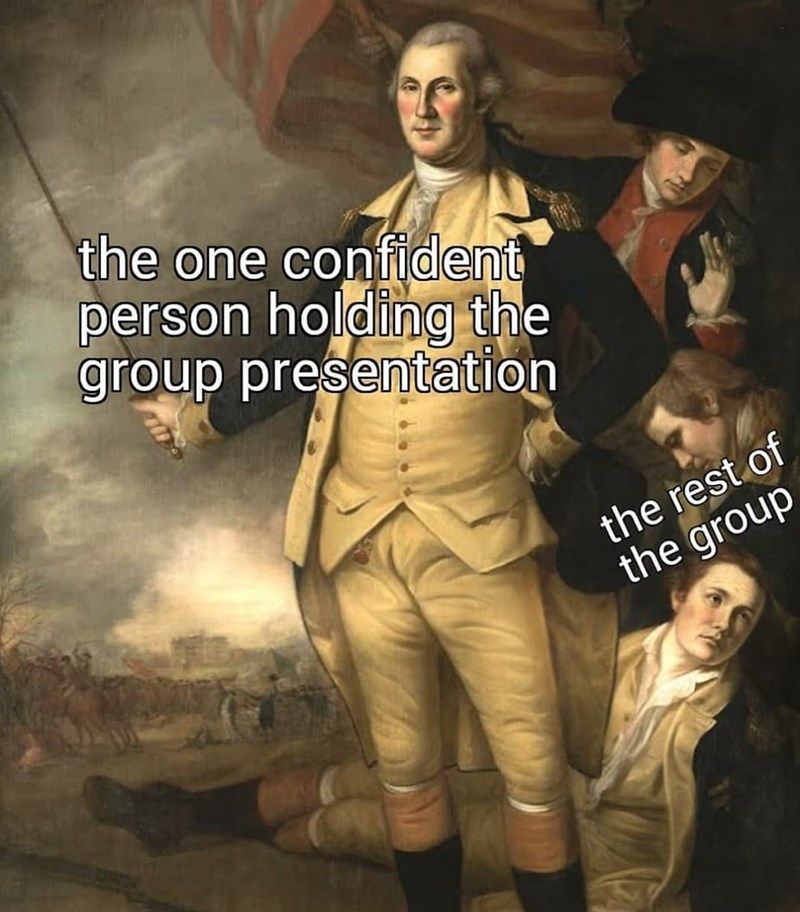 the one confident
person holding the
group presentation
the rest of
the group